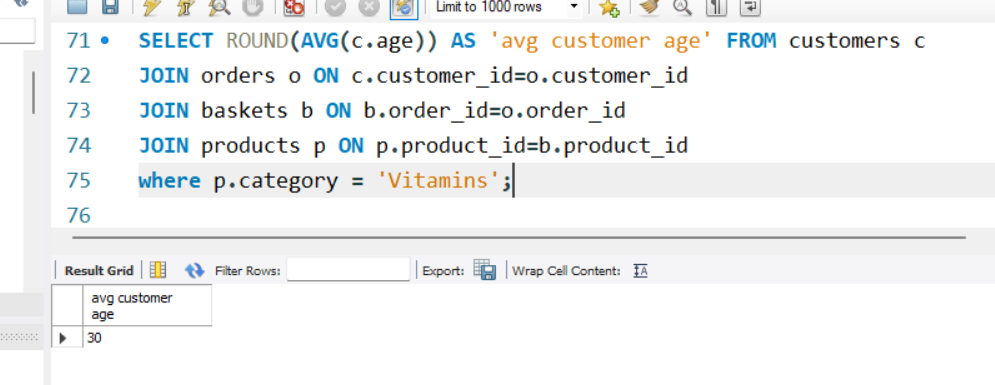 Limit to 1000 rows
71 SELECT ROUND(AVG(c.age)) AS 'avg customer age' FROM customers c
72 JOIN orders o ON c.customer_id=o.customer_id
73 JOIN baskets b ON b.order_id=o.order_id
74 JOIN products p ON p.product_id=b.product_id
75 where p.category = 'Vitamins';
76
Result Grid Filter Rows: Export: Wrap Cell Content: IA
avg customer
age
30